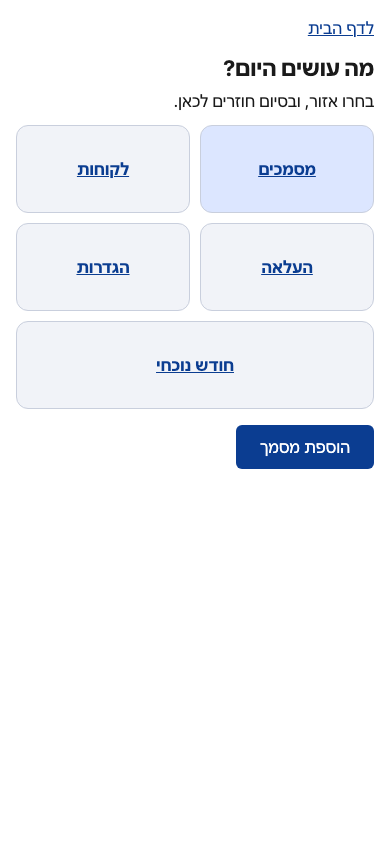 לדף הבית
מה עושים היום?
בחרו אזור, ובסיום חוזרים לכאן.
מסמכים
לקוחות
העלאה
הגדרות
חודש נוכחי
הוספת מסמך